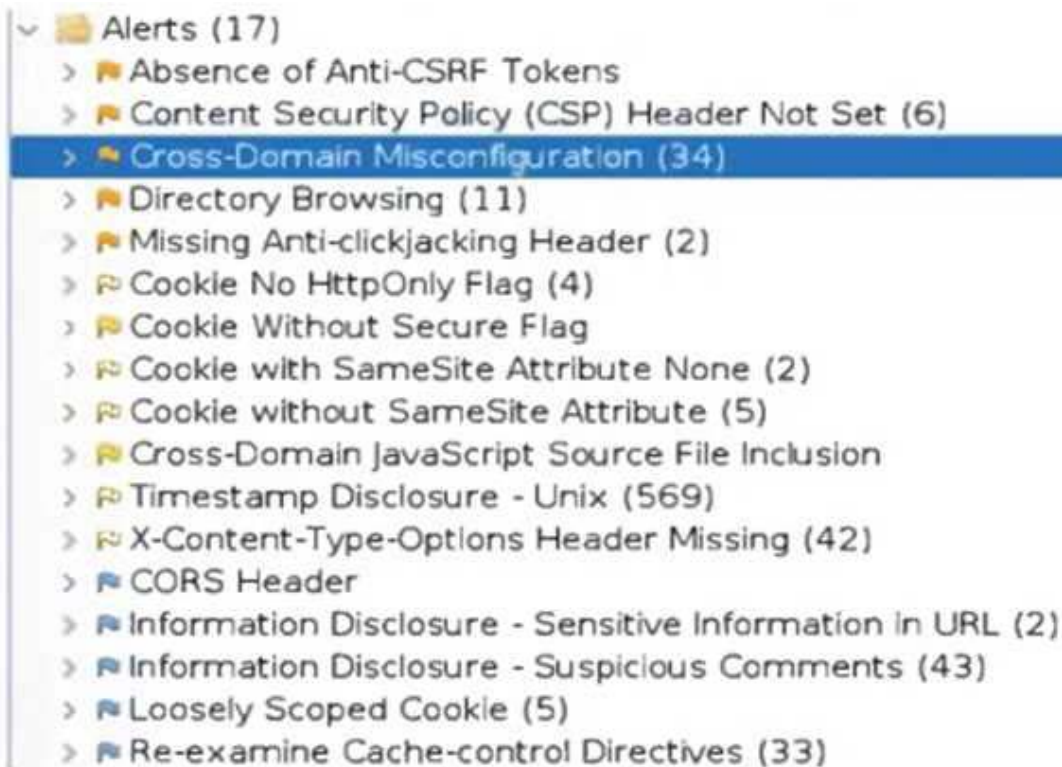 Alerts (17)
Absence of Anti-CSRF Tokens
Content Security Policy (CSP) Header Not Set (6)
Cross-Domain Misconfiguration (34)
Directory Browsing (11)
Missing Anti-clickjacking Header (2)
Cookie No HttpOnly Flag (4)
Cookie Without Secure Flag
Cookie with SameSite Attribute None (2)
Cookie without SameSite Attribute (5)
Cross-Domain JavaScript Source File Inclusion
Timestamp Disclosure - Unix (569)
X-Content-Type-Options Header Missing (42)
CORS Header
Information Disclosure - Sensitive Information in URL (2)
Information Disclosure - Suspicious Comments (43)
Loosely Scoped Cookie (5)
Re-examine Cache-control Directives (33)